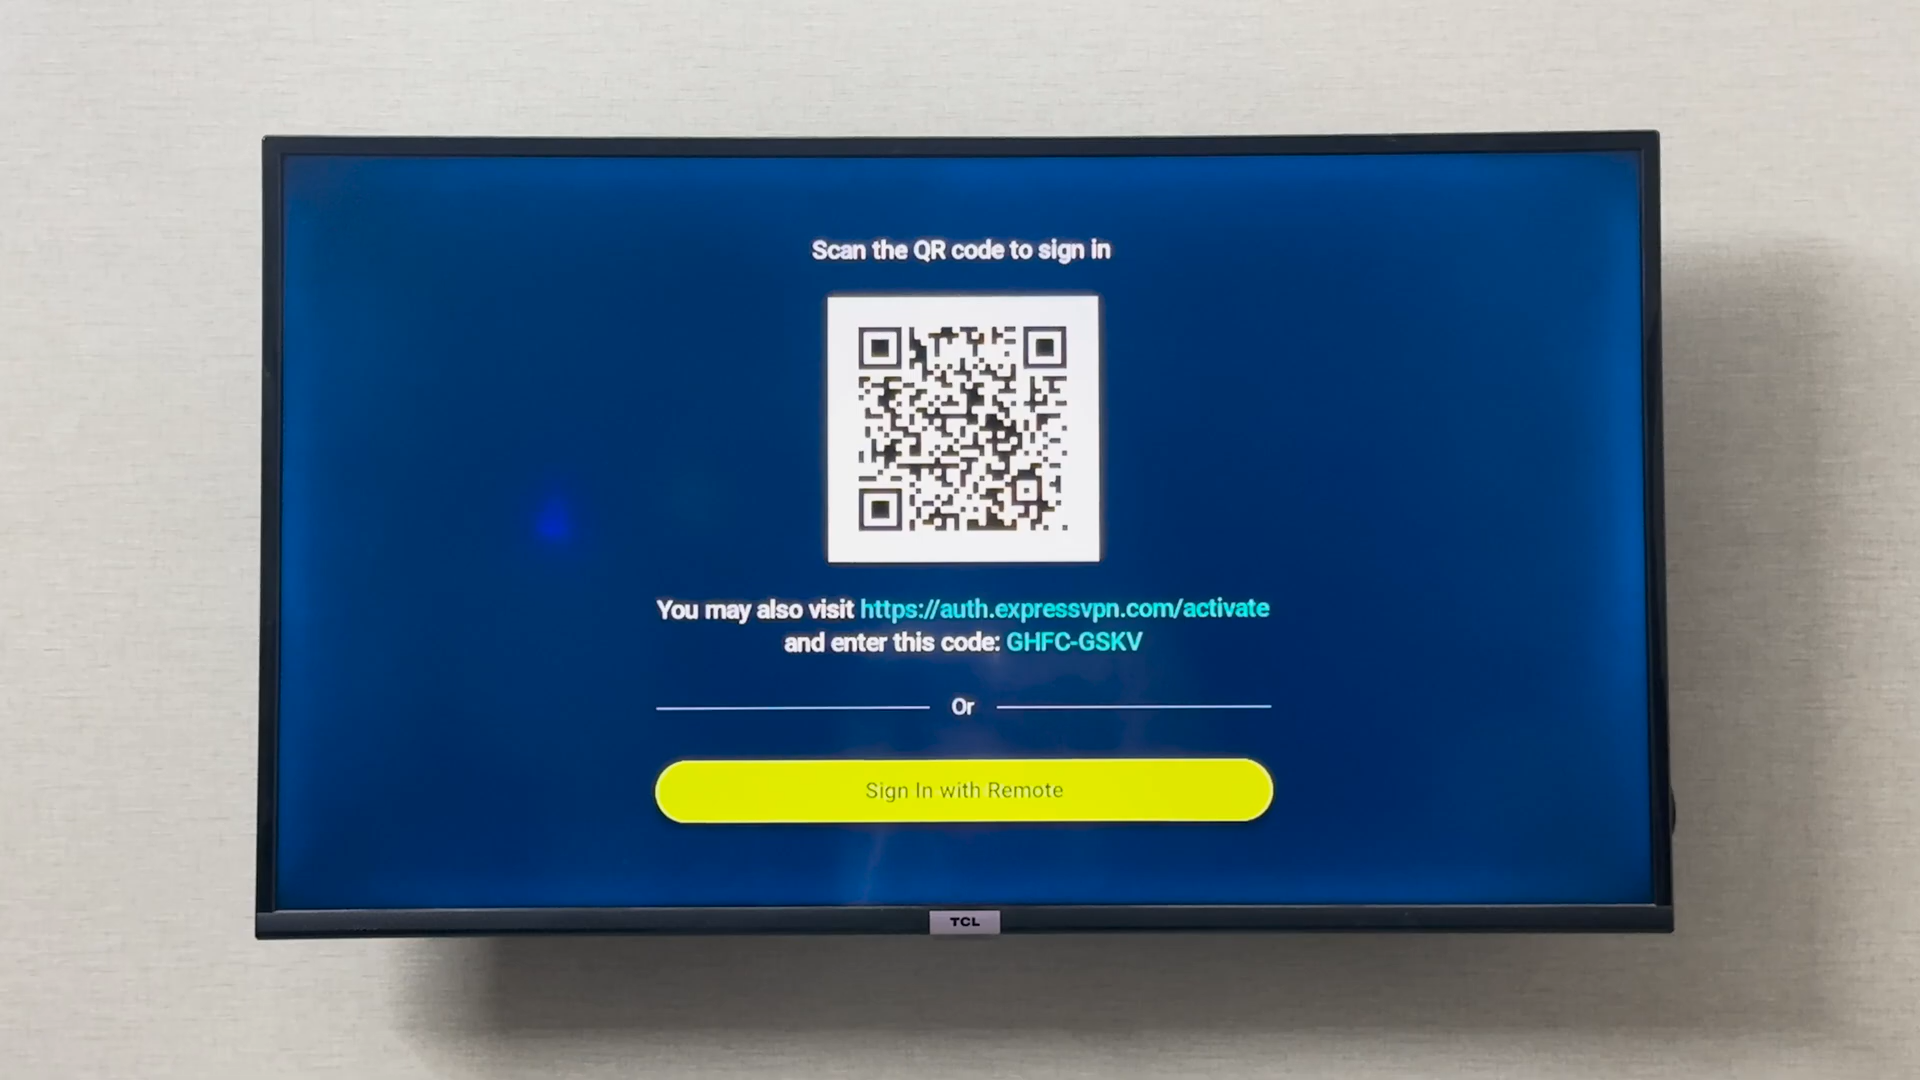 Scan the QR code to sign in
You may also visit https://auth.expressvpn.com/activate
and enter this code: GHFC-GSKV
Or
Sign In with Remote
TCL